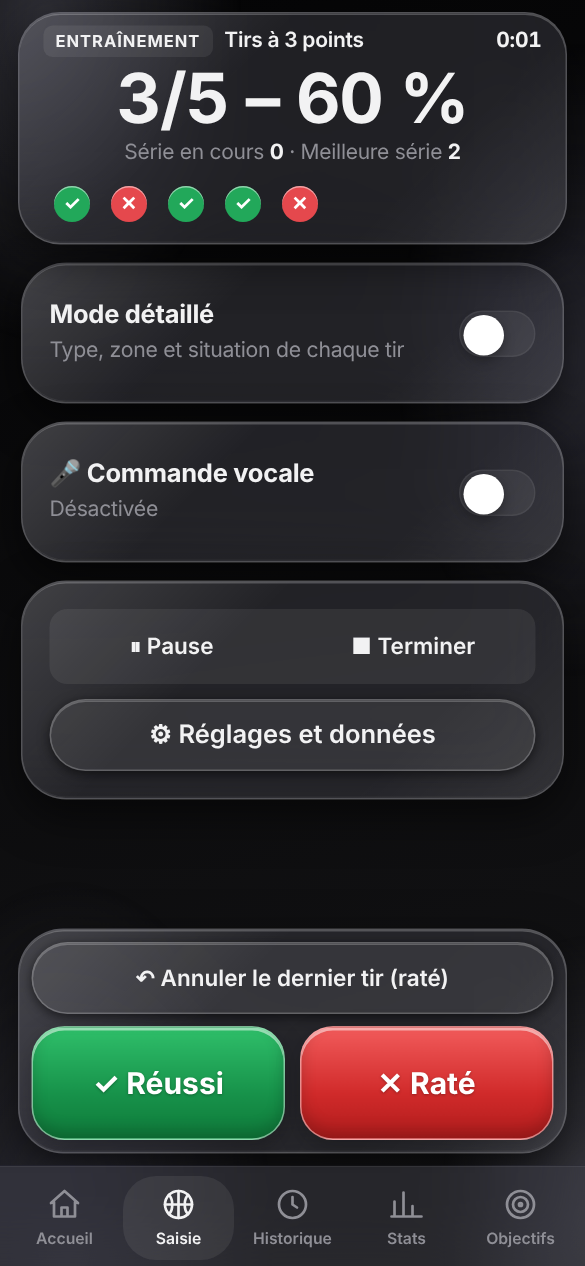 ENTRAÎNEMENT Tirs à 3 points 0:01
3/5 – 60 %
Série en cours 0 · Meilleure série 2
✓ ✕ ✓ ✓ ✕
Mode détaillé
Type, zone et situation de chaque tir
🎤 Commande vocale
Désactivée
⏸ Pause ■ Terminer
⚙ Réglages et données
↶ Annuler le dernier tir (raté)
✓ Réussi ✕ Raté
Accueil Saisie Historique Stats Objectifs